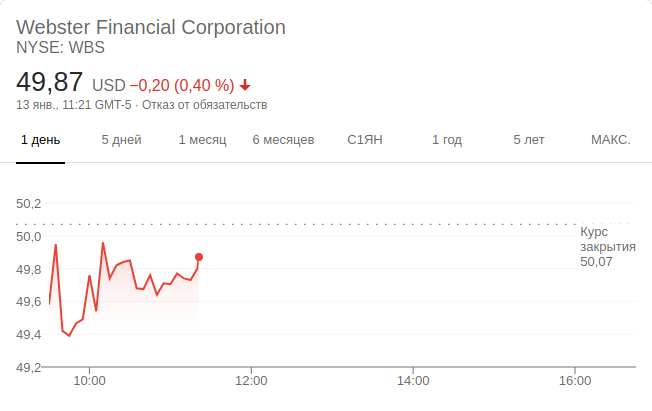 Webster Financial Corporation
NYSE: WBS
49,87 USD −0,20 (0,40 %)
13 янв., 11:21 GMT-5 · Отказ от обязательств
1 день 5 дней 1 месяц 6 месяцев С1ЯН 1 год 5 лет МАКС.
50,2
50,0
49,8
49,6
49,4
49,2
Курс
закрытия
50,07
10:00 12:00 14:00 16:00